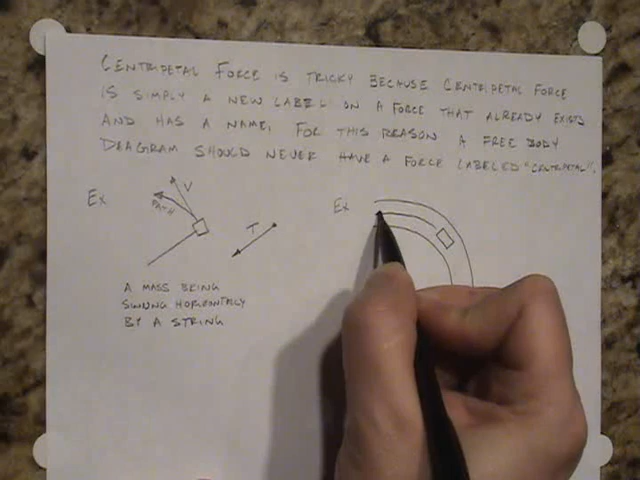 CENTRIPETAL FORCE IS TRICKY BECAUSE CENTRIPETAL FORCE
IS SIMPLY A NEW LABEL ON A FORCE THAT ALREADY EXISTS
AND HAS A NAME, FOR THIS REASON A FREE BODY
DEAGRAM SHOULD NEVER HAVE A FORCE LABELED "CENTRIPETAL".
Ex
PATH
V
T
Ex
A MASS BEING
SWUNG HORIZONTALLY
BY A STRING